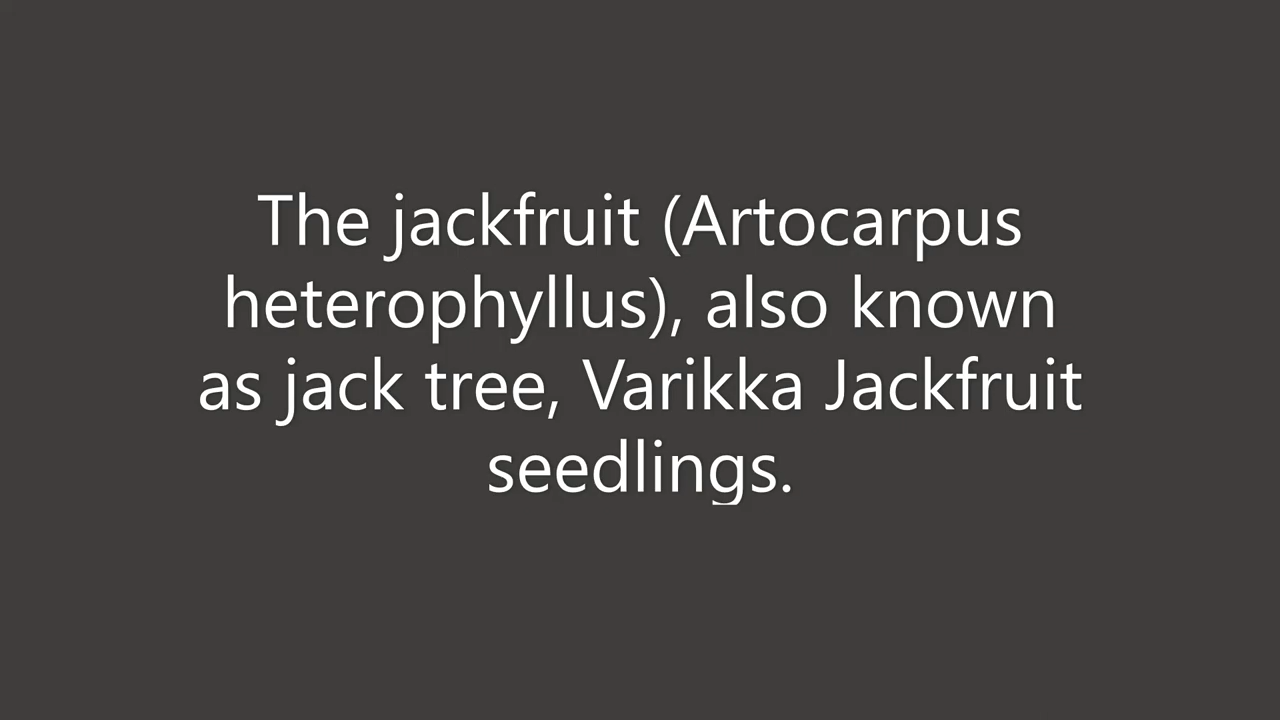 The jackfruit (Artocarpus
heterophyllus), also known
as jack tree, Varikka Jackfruit
seedlings.